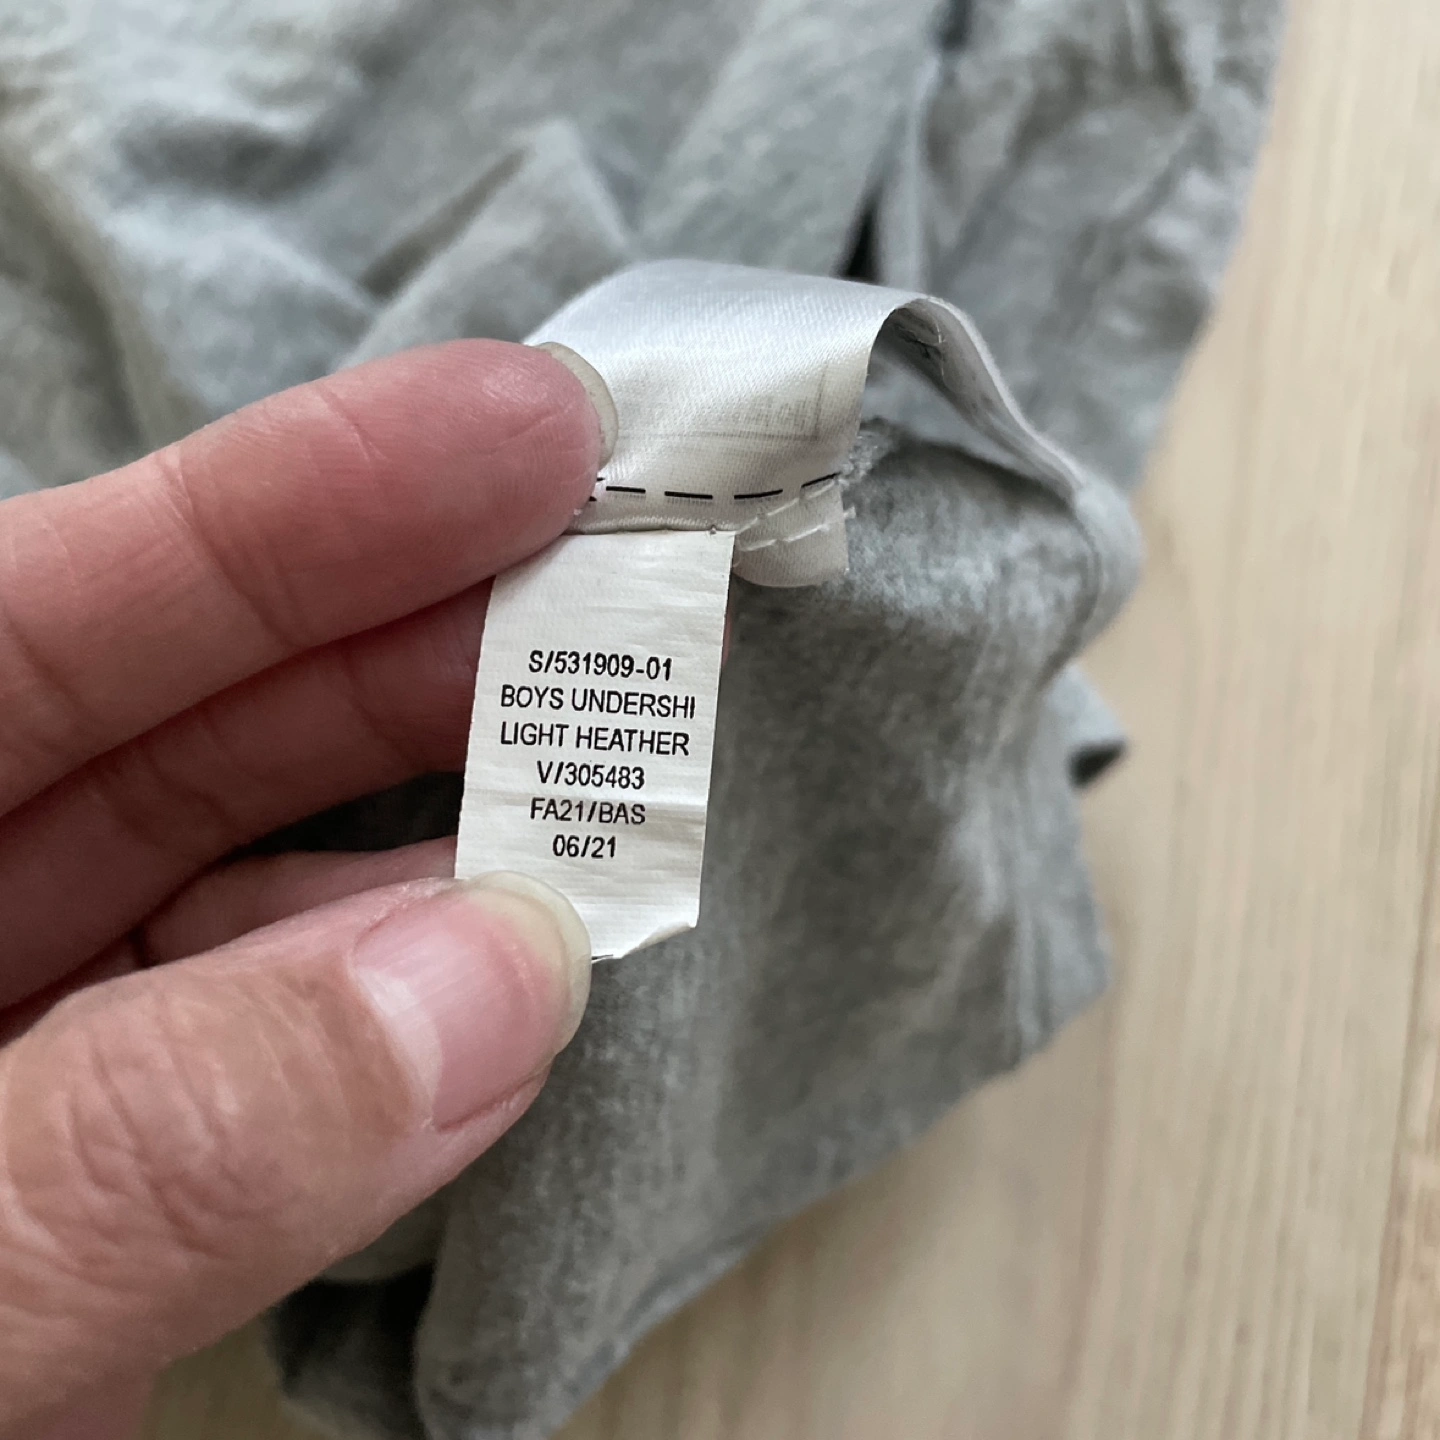 S/531909-01
BOYS UNDERSHI
LIGHT HEATHER
V/305483
FA21/BAS
06/21